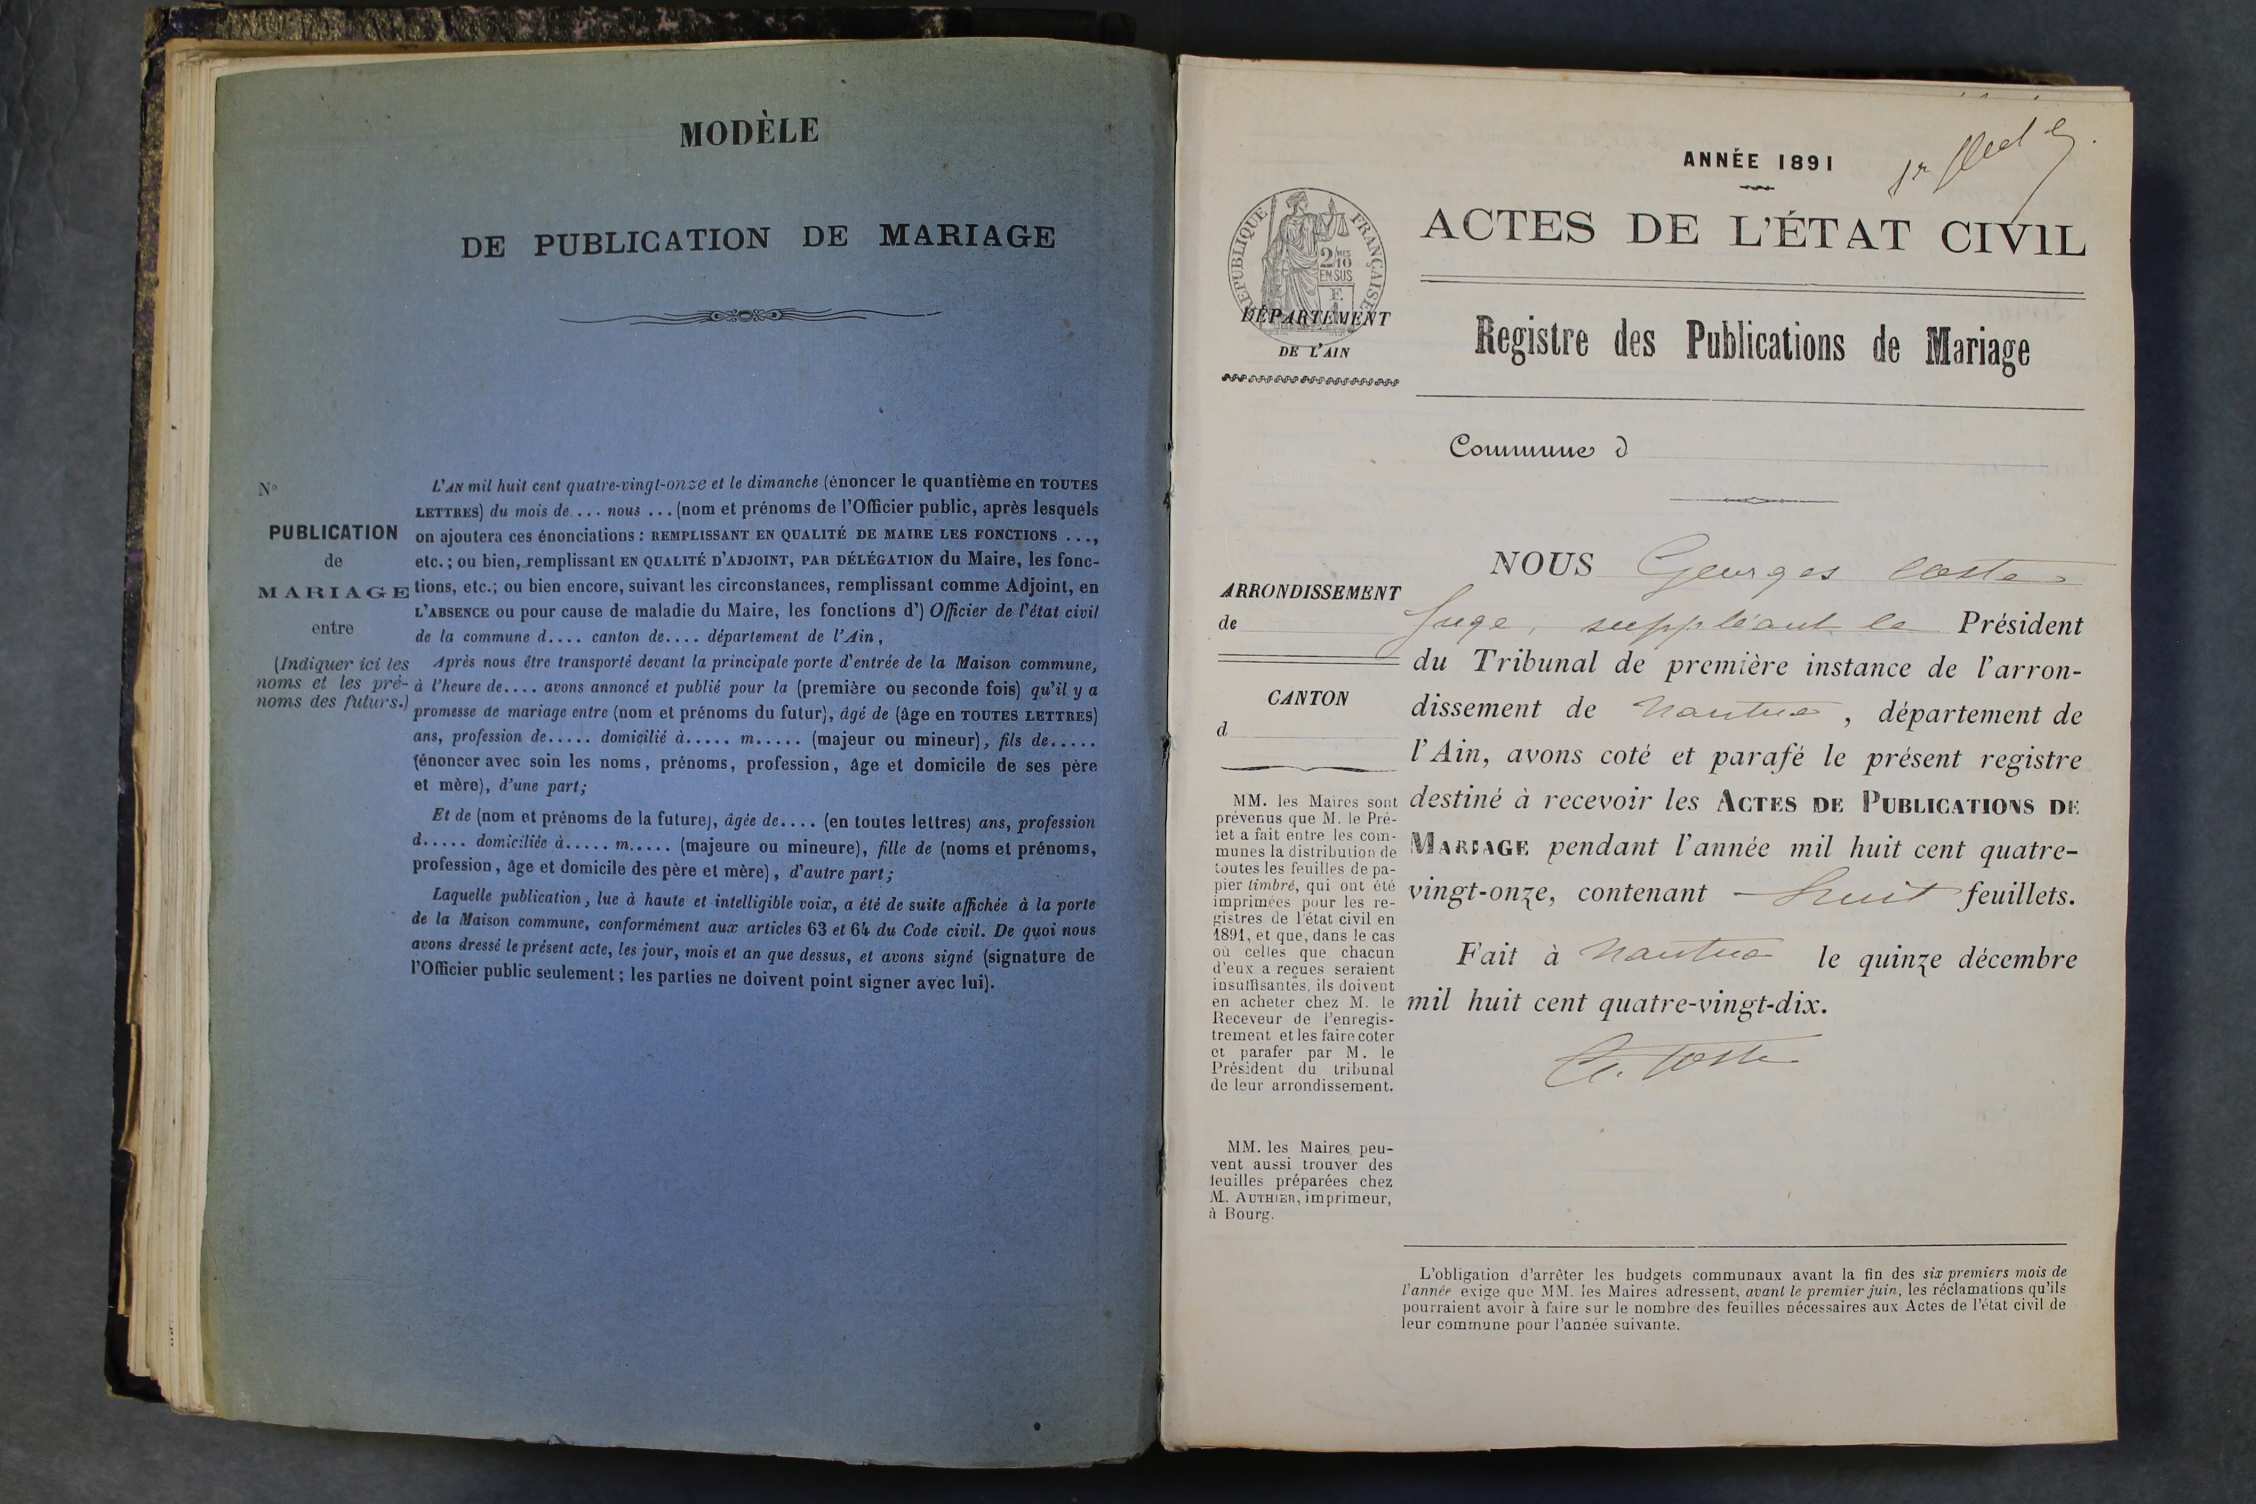 MODÈLE
DE PUBLICATION DE MARIAGE
N°
PUBLICATION
de
MARIAGE
entre
(Indiquer ici les
noms et les pré-
noms des futurs.)
L'AN mil huit cent quatre-vingt-onze et le dimanche (énoncer le quantième en TOUTES
LETTRES) du mois de.... nous ... (nom et prénoms de l'Officier public, après lesquels
on ajoutera ces énonciations : REMPLISSANT EN QUALITÉ DE MAIRE LES FONCTIONS ...,
etc.; ou bien, remplissant EN QUALITÉ D'ADJOINT, PAR DÉLÉGATION du Maire, les fonc-
tions, etc.; ou bien encore, suivant les circonstances, remplissant comme Adjoint, en
L'ABSENCE ou pour cause de maladie du Maire, les fonctions d') Officier de l'état civil
de la commune d.... canton de.... département de l'Ain,
Après nous être transporté devant la principale porte d'entrée de la Maison commune,
à l'heure de.... avons annoncé et publié pour la (première ou seconde fois) qu'il y a
promesse de mariage entre (nom et prénoms du futur), âgé de (âge en TOUTES LETTRES)
ans, profession de..... domicilié à..... m..... (majeur ou mineur), fils de.....
(énoncer avec soin les noms, prénoms, profession, âge et domicile de ses père
et mère), d'une part;
Et de (nom et prénoms de la future), âgée de.... (en toutes lettres) ans, profession
d..... domiciliée à..... m..... (majeure ou mineure), fille de (noms et prénoms,
profession, âge et domicile des père et mère), d'autre part;
Laquelle publication, lue à haute et intelligible voix, a été de suite affichée à la porte
de la Maison commune, conformément aux articles 63 et 64 du Code civil. De quoi nous
avons dressé le présent acte, les jour, mois et an que dessus, et avons signé (signature de
l'Officier public seulement; les parties ne doivent point signer avec lui).
ANNÉE 1891
ACTES DE L'ÉTAT CIVIL
RÉPUBLIQUE FRANÇAISE
2/10 MES
EN SUS
DÉPARTEMENT
DE L'AIN
Registre des Publications de Mariage
Commune d
ARRONDISSEMENT
de
CANTON
d
MM. les Maires sont
prévenus que M. le Pré-
fet a fait entre les com-
munes la distribution de
toutes les feuilles de pa-
pier timbré, qui ont été
imprimées pour les re-
gistres de l'état civil en
1891, et que, dans le cas
où celles que chacun
d'eux a reçues seraient
insuffisantes, ils doivent
en acheter chez M. le
Receveur de l'enregis-
trement et les faire coter
et parafer par M. le
Président du tribunal
de leur arrondissement.
MM. les Maires peu-
vent aussi trouver des
feuilles préparées chez
M. AUTHIER, imprimeur,
à Bourg.
NOUS Georges Coste
Juge, suppléant le Président
du Tribunal de première instance de l'arron-
dissement de Nantua, département de
l'Ain, avons coté et parafé le présent registre
destiné à recevoir les ACTES DE PUBLICATIONS DE
MARIAGE pendant l'année mil huit cent quatre-
vingt-onze, contenant huit feuillets.
Fait à Nantua le quinze décembre
mil huit cent quatre-vingt-dix.
G. Coste
L'obligation d'arrêter les budgets communaux avant la fin des six premiers mois de
l'année exige que MM. les Maires adressent, avant le premier juin, les réclamations qu'ils
pourraient avoir à faire sur le nombre des feuilles nécessaires aux Actes de l'état civil de
leur commune pour l'année suivante.